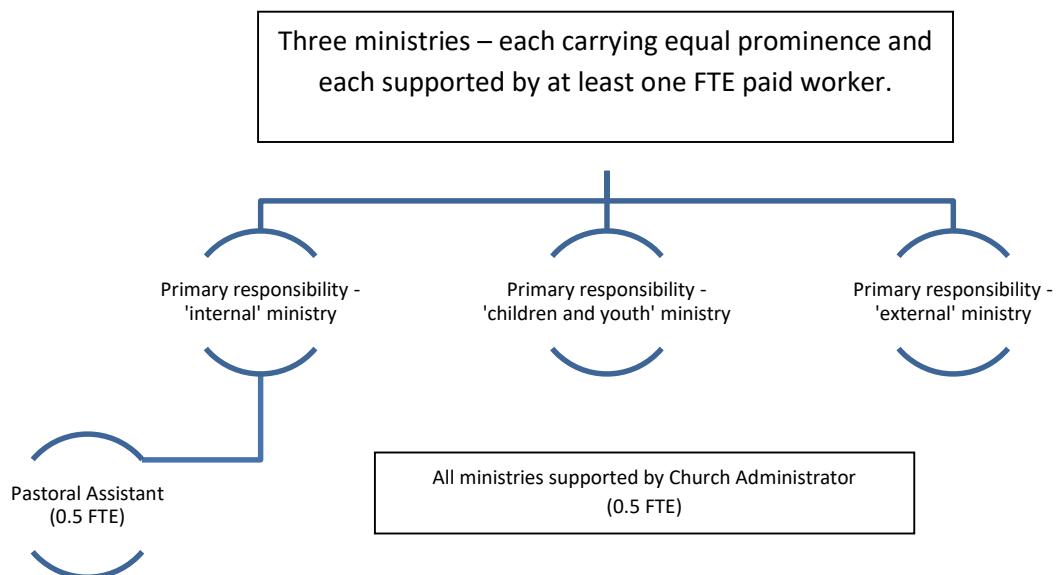 Three ministries – each carrying equal prominence and
each supported by at least one FTE paid worker.
Primary responsibility -
'internal' ministry
Primary responsibility -
'children and youth' ministry
Primary responsibility -
'external' ministry
Pastoral Assistant
(0.5 FTE)
All ministries supported by Church Administrator
(0.5 FTE)